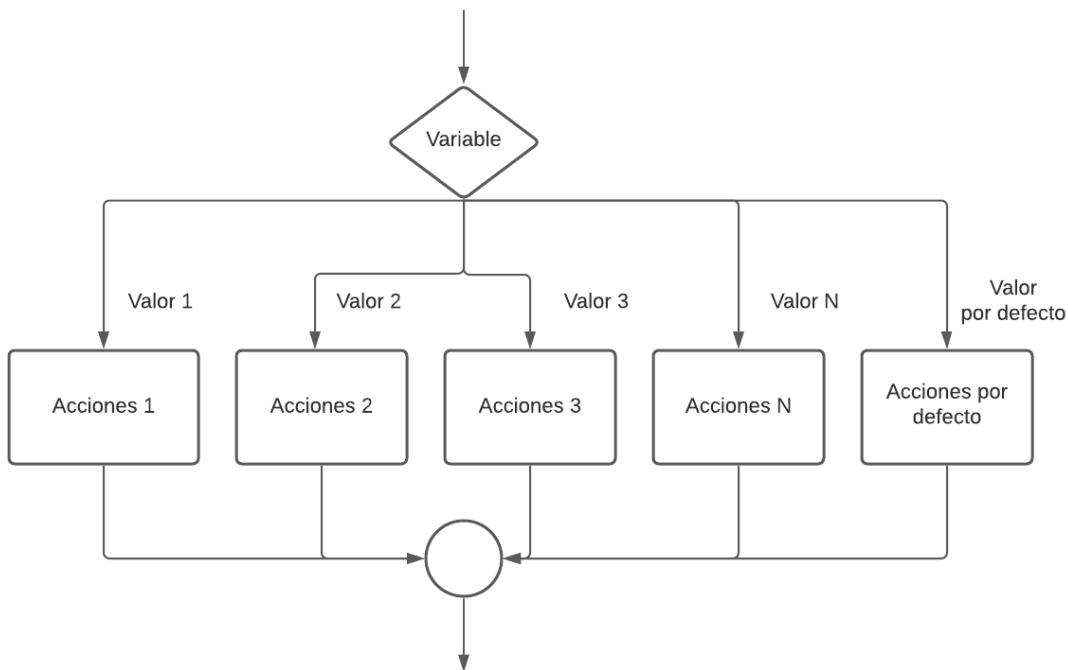 Variable
Valor 1
Valor 2
Valor 3
Valor N
Valor
por defecto
Acciones 1
Acciones 2
Acciones 3
Acciones N
Acciones por
defecto